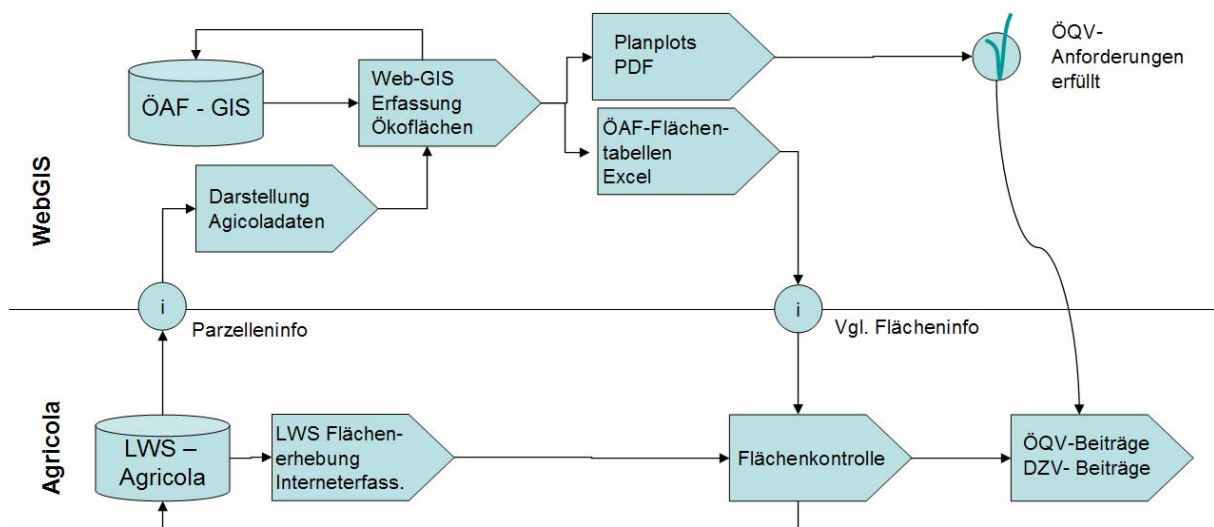 WebGIS
ÖAF - GIS
Web-GIS
Erfassung
Ökoflächen
Planplots
PDF
ÖQV-
Anforderungen
erfüllt
ÖAF-Flächen-
tabellen
Excel
Darstellung
Agicoladaten
i
Parzelleninfo
i
Vgl. Flächeninfo
Agricola
LWS –
Agricola
LWS Flächen-
erhebung
Interneterfass.
Flächenkontrolle
ÖQV-Beiträge
DZV- Beiträge